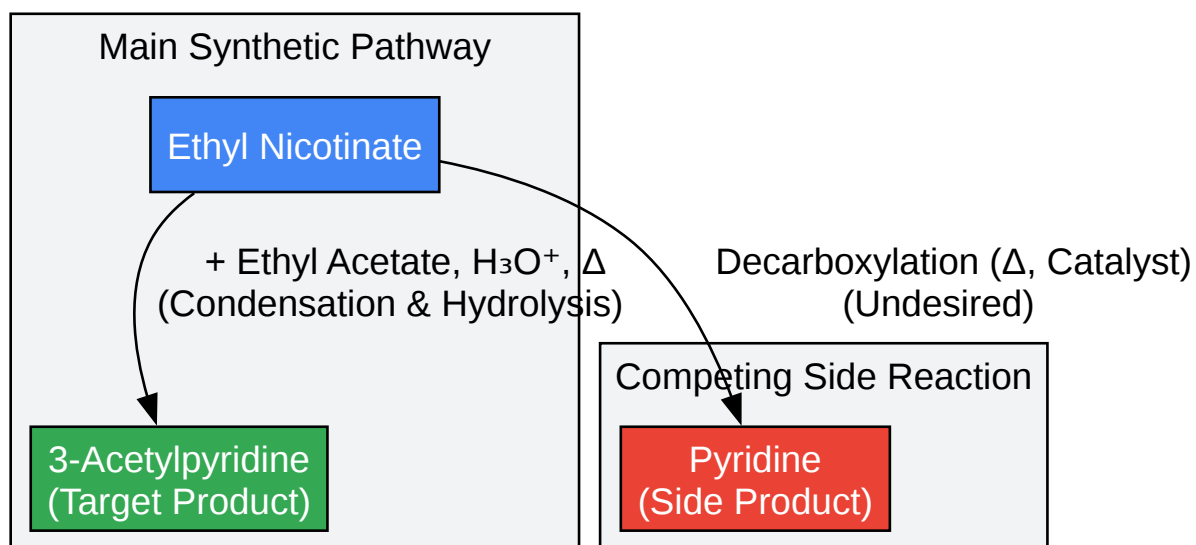 Main Synthetic Pathway
Ethyl Nicotinate
+ Ethyl Acetate, H₃O⁺, Δ
(Condensation & Hydrolysis)
Decarboxylation (Δ, Catalyst)
(Undesired)
Competing Side Reaction
3-Acetylpyridine
(Target Product)
Pyridine
(Side Product)